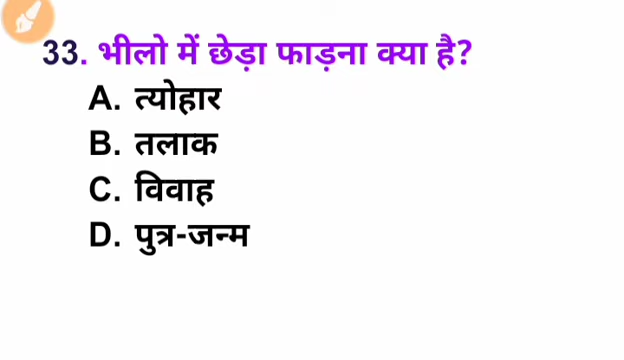 33. भीलो में छेड़ा फाड़ना क्या है?
A. त्योहार
B. तलाक
C. विवाह
D. पुत्र-जन्म